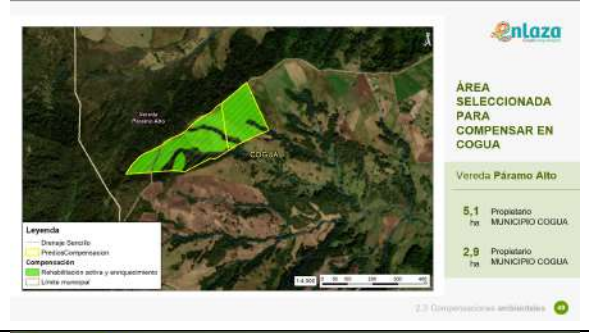 enlaza
ÁREA
SELECCIONADA
PARA
COMPENSAR EN
COGUA
Vereda Páramo Alto
5,1 Propietario
ha MUNICIPIO COGUA
2,9 Propietario
ha MUNICIPIO COGUA
Vereda
Páramo Alto
COGUA
Leyenda
Drenaje Sencillo
PrediosCompensacion
Compensación
Rehabilitación activa y enriquecimiento
Límite municipal
2.3 Compensaciones ambientales